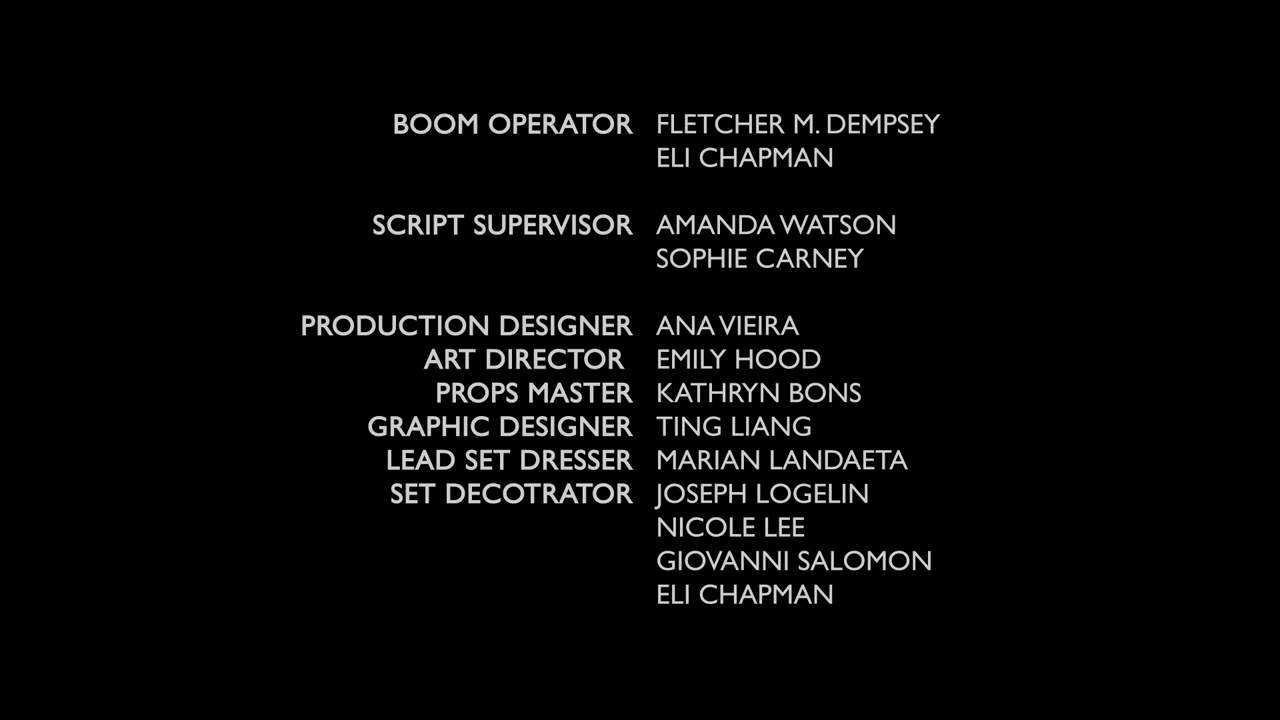 BOOM OPERATOR FLETCHER M. DEMPSEY
ELI CHAPMAN
SCRIPT SUPERVISOR AMANDA WATSON
SOPHIE CARNEY
PRODUCTION DESIGNER ANA VIEIRA
ART DIRECTOR EMILY HOOD
PROPS MASTER KATHRYN BONS
GRAPHIC DESIGNER TING LIANG
LEAD SET DRESSER MARIAN LANDAETA
SET DECOTRATOR JOSEPH LOGELIN
NICOLE LEE
GIOVANNI SALOMON
ELI CHAPMAN